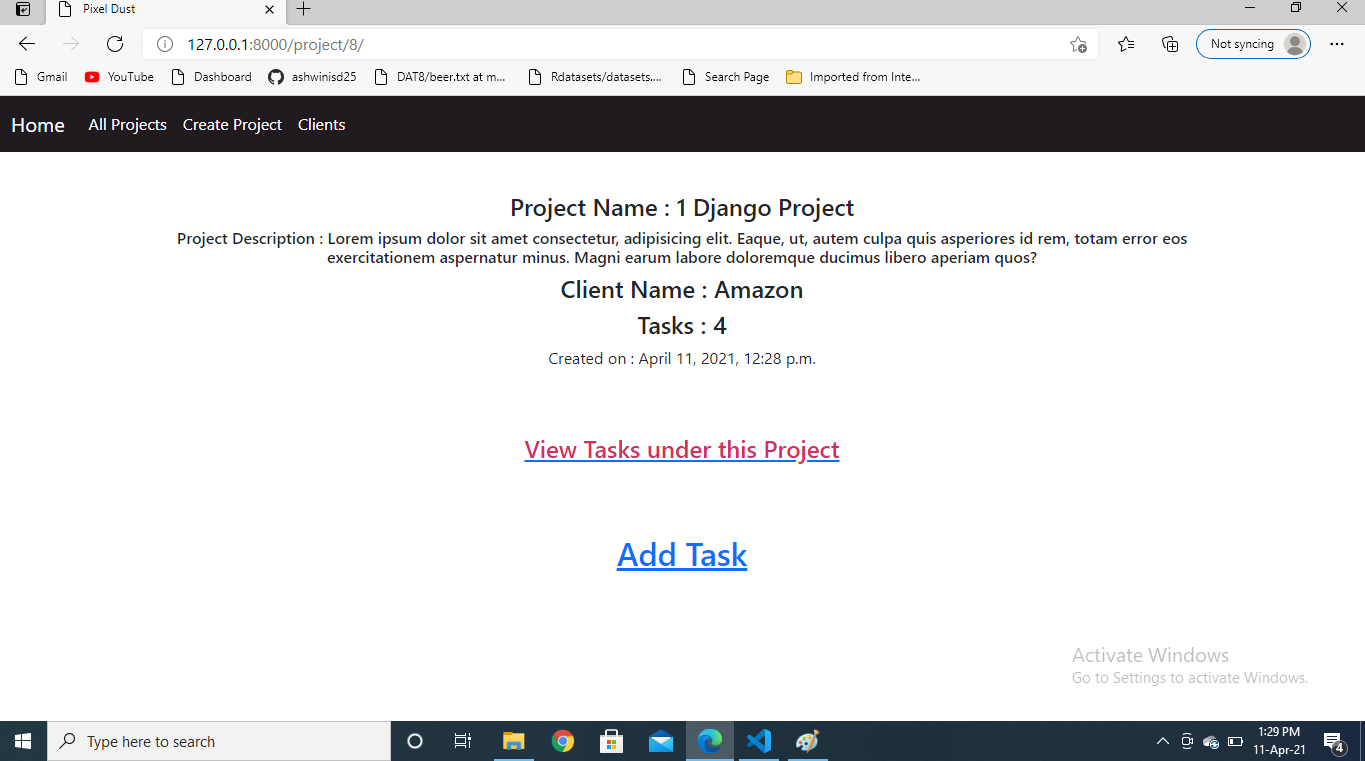 Pixel Dust
127.0.0.1:8000/project/8/
Not syncing
Gmail YouTube Dashboard ashwinisd25 DAT8/beer.txt at m... Rdatasets/datasets.... Search Page Imported from Inte...
Home All Projects Create Project Clients
Project Name : 1 Django Project
Project Description : Lorem ipsum dolor sit amet consectetur, adipisicing elit. Eaque, ut, autem culpa quis asperiores id rem, totam error eos
exercitationem aspernatur minus. Magni earum labore doloremque ducimus libero aperiam quos?
Client Name : Amazon
Tasks : 4
Created on : April 11, 2021, 12:28 p.m.
View Tasks under this Project
Add Task
Activate Windows
Go to Settings to activate Windows.
Type here to search
1:29 PM
11-Apr-21
4